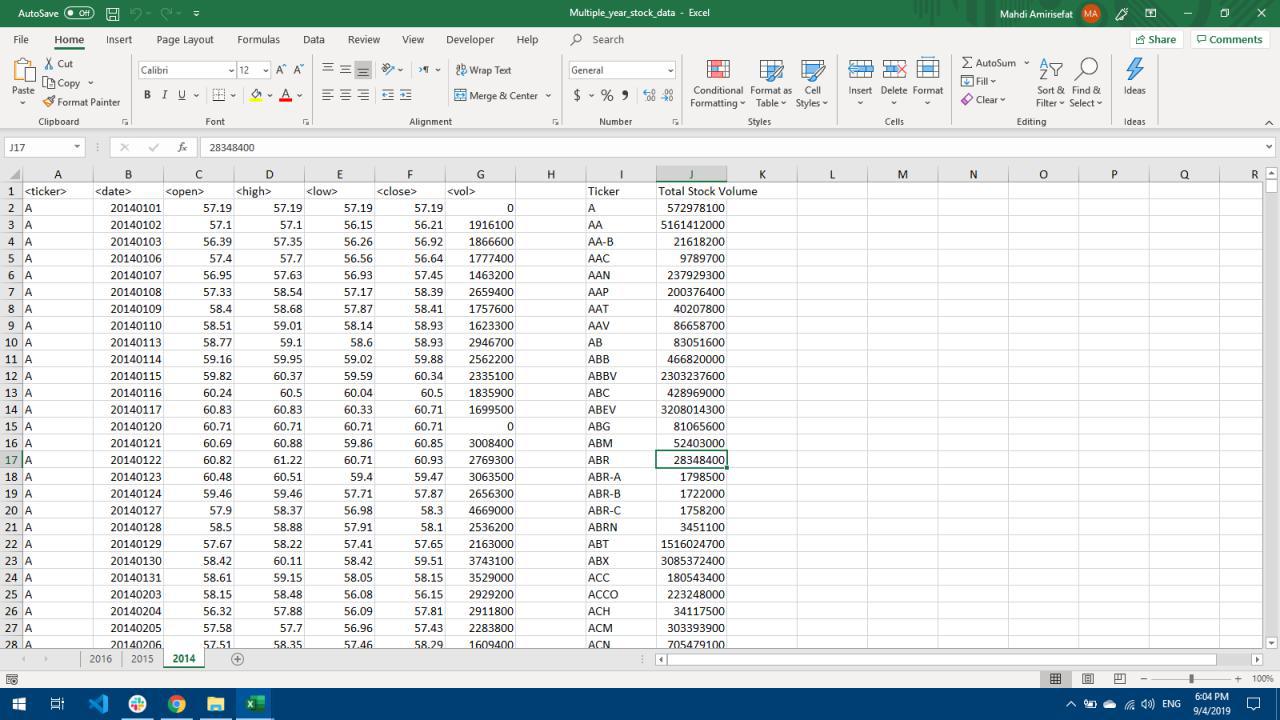 AutoSave Off Multiple_year_stock_data - Excel Mahdi Amirisefat MA
File Home Insert Page Layout Formulas Data Review View Developer Help Search Share Comments
Paste Cut Copy Format Painter Clipboard
Calibri 12 A A B I U A Font
Wrap Text Merge & Center Alignment
General $ % Number
Conditional Formatting Format as Table Cell Styles Styles
Insert Delete Format Cells
AutoSum Fill Clear Sort & Filter Find & Select Editing
Ideas Ideas
J17 fx 28348400
A B C D E F G H I J K L M N O P Q R
1 <ticker> <date> <open> <high> <low> <close> <vol> Ticker Total Stock Volume
2 A 20140101 57.19 57.19 57.19 57.19 0 A 572978100
3 A 20140102 57.1 57.1 56.15 56.21 1916100 AA 5161412000
4 A 20140103 56.39 57.35 56.26 56.92 1866600 AA-B 21618200
5 A 20140106 57.4 57.7 56.56 56.64 1777400 AAC 9789700
6 A 20140107 56.95 57.63 56.93 57.45 1463200 AAN 237929300
7 A 20140108 57.33 58.54 57.17 58.39 2659400 AAP 200376400
8 A 20140109 58.4 58.68 57.87 58.41 1757600 AAT 40207800
9 A 20140110 58.51 59.01 58.14 58.93 1623300 AAV 86658700
10 A 20140113 58.77 59.1 58.6 58.93 2946700 AB 83051600
11 A 20140114 59.16 59.95 59.02 59.88 2562200 ABB 466820000
12 A 20140115 59.82 60.37 59.59 60.34 2335100 ABBV 2303237600
13 A 20140116 60.24 60.5 60.04 60.5 1835900 ABC 428969000
14 A 20140117 60.83 60.83 60.33 60.71 1699500 ABEV 3208014300
15 A 20140120 60.71 60.71 60.71 60.71 0 ABG 81065600
16 A 20140121 60.69 60.88 59.86 60.85 3008400 ABM 52403000
17 A 20140122 60.82 61.22 60.71 60.93 2769300 ABR 28348400
18 A 20140123 60.48 60.51 59.4 59.47 3063500 ABR-A 1798500
19 A 20140124 59.46 59.46 57.71 57.87 2656300 ABR-B 1722000
20 A 20140127 57.9 58.37 56.98 58.3 4669000 ABR-C 1758200
21 A 20140128 58.5 58.88 57.91 58.1 2536200 ABRN 3451100
22 A 20140129 57.67 58.22 57.41 57.65 2163000 ABT 1516024700
23 A 20140130 58.42 60.11 58.42 59.51 3743100 ABX 3085372400
24 A 20140131 58.61 59.15 58.05 58.15 3529000 ACC 180543400
25 A 20140203 58.15 58.48 56.08 56.15 2929200 ACCO 223248000
26 A 20140204 56.32 57.88 56.09 57.81 2911800 ACH 34117500
27 A 20140205 57.58 57.7 56.96 57.43 2283800 ACM 303393900
28 A 20140206 57.51 58.35 57.46 58.29 1609400 ACN 705479100
2016 2015 2014
100%
ENG 6:04 PM
9/4/2019